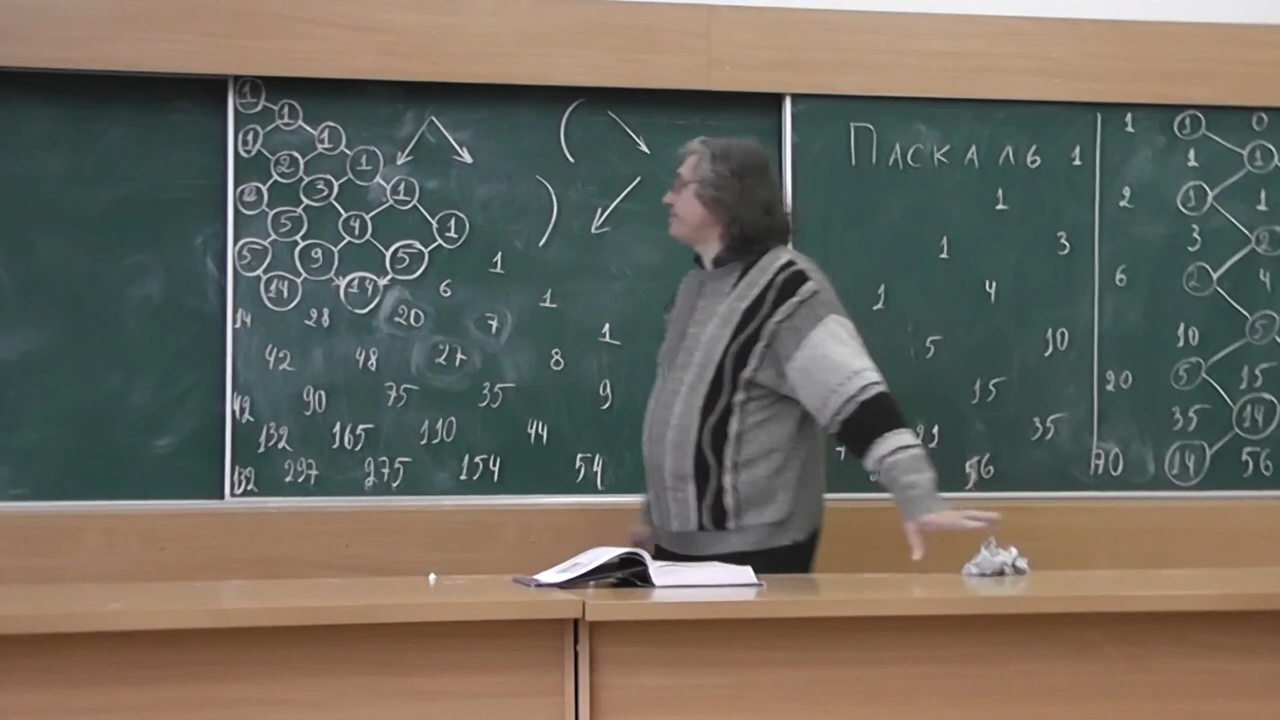 1
1
1 1
2 1
2 3 1
5 4 1
5 9 5 1
14 14 6 1
14 28 20 7 1
42 48 27 8
42 90 75 35 9
132 165 110 44
132 297 275 154 54
ПАСКАЛЬ 1
1
1 3
1 4
5 10
15
35
56
1
2
6
20
70
1 0
1 1
1 1
3 2
2 4
10 5
5 15
35 14
14 56